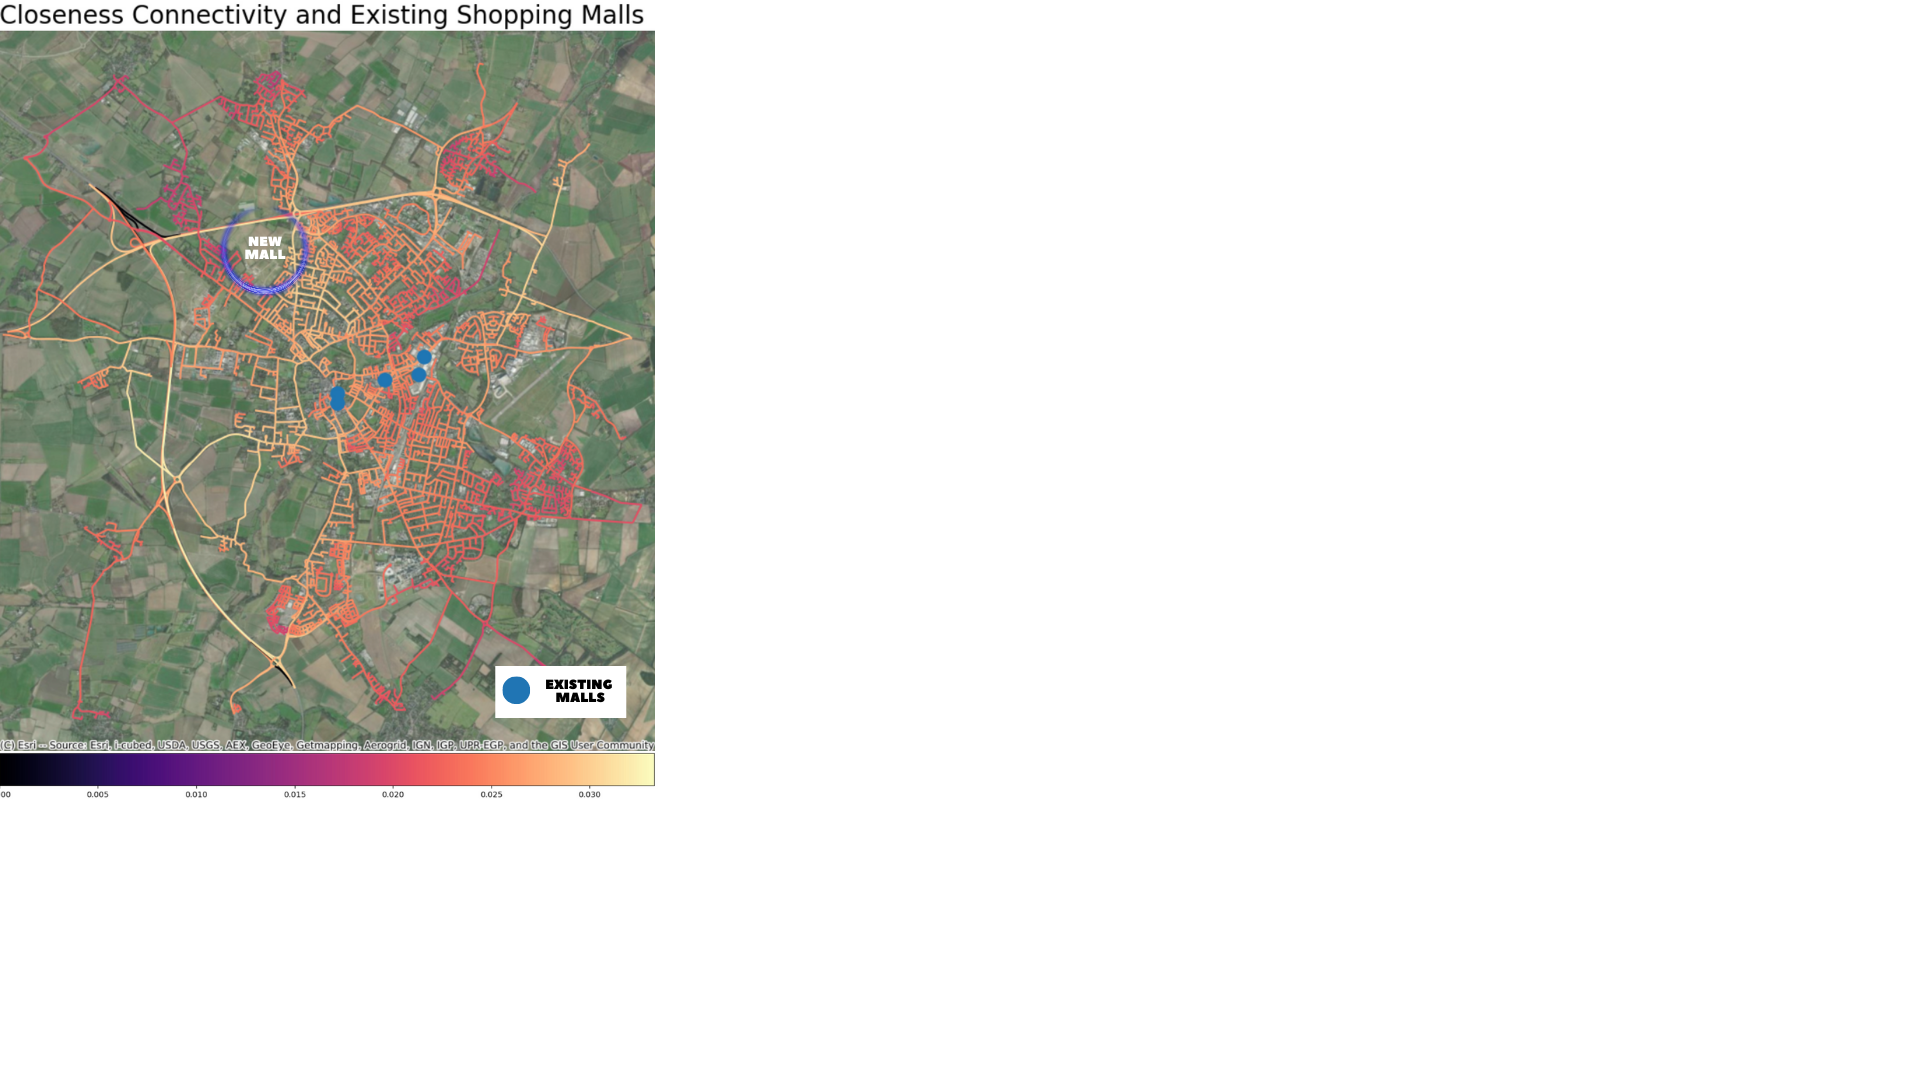 Closeness Connectivity and Existing Shopping Malls
NEW
MALL
EXISTING
MALLS
(C) Esri -- Source: Esri, i-cubed, USDA, USGS, AEX, GeoEye, Getmapping, Aerogrid, IGN, IGP, UPR-EGP, and the GIS User Community
00 0.005 0.010 0.015 0.020 0.025 0.030